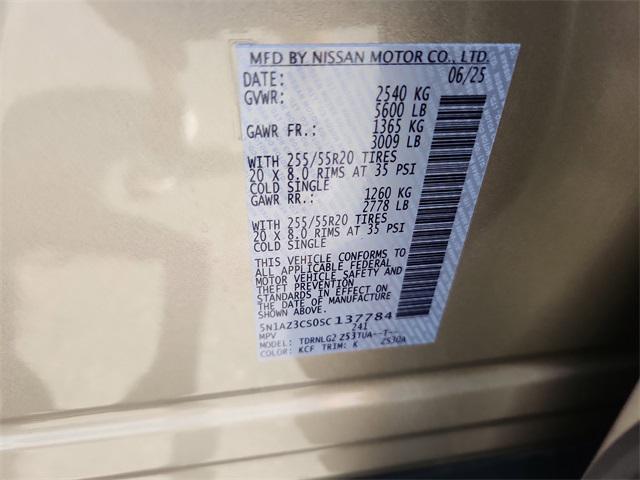 MFD BY NISSAN MOTOR CO., LTD.
DATE: 06/25
GVWR: 2540 KG
5600 LB
GAWR FR.: 1365 KG
3009 LB
WITH 255/55R20 TIRES
20 X 8.0 RIMS AT 35 PSI
COLD SINGLE
GAWR RR.: 1260 KG
2778 LB
WITH 255/55R20 TIRES
20 X 8.0 RIMS AT 35 PSI
COLD SINGLE
THIS VEHICLE CONFORMS TO
ALL APPLICABLE FEDERAL
MOTOR VEHICLE SAFETY AND
THEFT PREVENTION
STANDARDS IN EFFECT ON
THE DATE OF MANUFACTURE
SHOWN ABOVE.
5N1AZ3CS0SC137784
MPV 241
MODEL: TDRNLG2 ZS3TUA--T--
COLOR: KCF TRIM: K ZS3OA